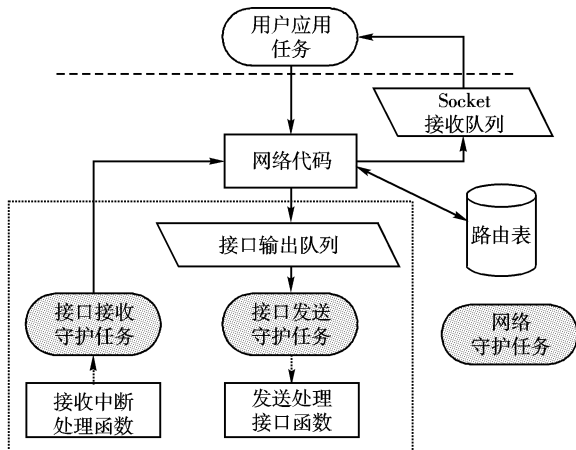 用户应用
任务
Socket
接收队列
网络代码
接口输出队列
路由表
接口接收
守护任务
接口发送
守护任务
网络
守护任务
接收中断
处理函数
发送处理
接口函数